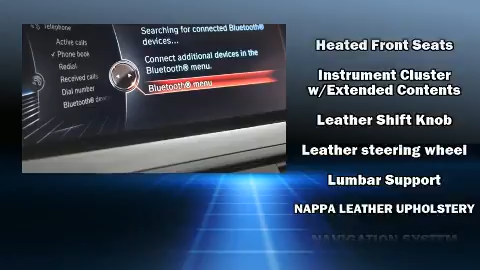 Searching for connected Bluetooth®
devices...
Connect additional devices in the
Bluetooth® menu.
Bluetooth® menu
Active calls
Phone book
Redial
Received calls
Dial number
Bluetooth®
Heated Front Seats
Instrument Cluster
w/Extended Contents
Leather Shift Knob
Leather steering wheel
Lumbar Support
NAPPA LEATHER UPHOLSTERY
NAVIGATION SYSTEM